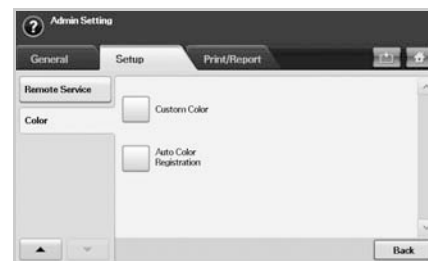 ? Admin Setting
General Setup Print/Report
Remote Service
Color
Custom Color
Auto Color
Registration
Back